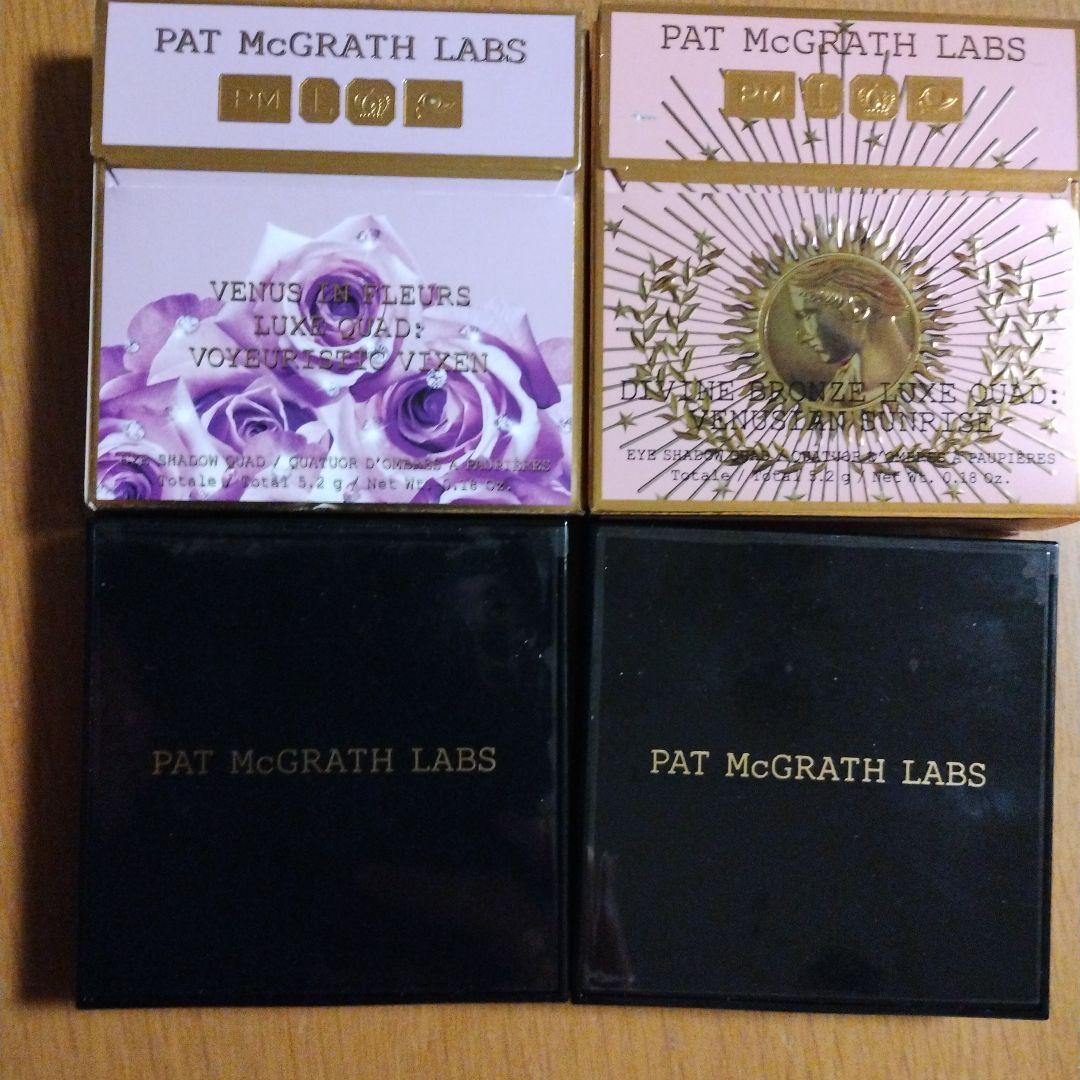 PAT McGRATH LABS
PM L
VENUS IN FLEURS
LUXE QUAD:
VOYEURISTIC VIXEN
EYE SHADOW QUAD / QUATUOR D'OMBRES À PAUPIÈRES
Totale / Total 5.2 g / Net Wt. 0.18 Oz.
PAT McGRATH LABS
PM L
DIVINE BRONZE LUXE QUAD:
VENUSIAN SUNRISE
EYE SHADOW QUAD / QUATUOR D'OMBRES À PAUPIÈRES
Totale / Total 5.2 g / Net Wt. 0.18 Oz.
PAT McGRATH LABS
PAT McGRATH LABS